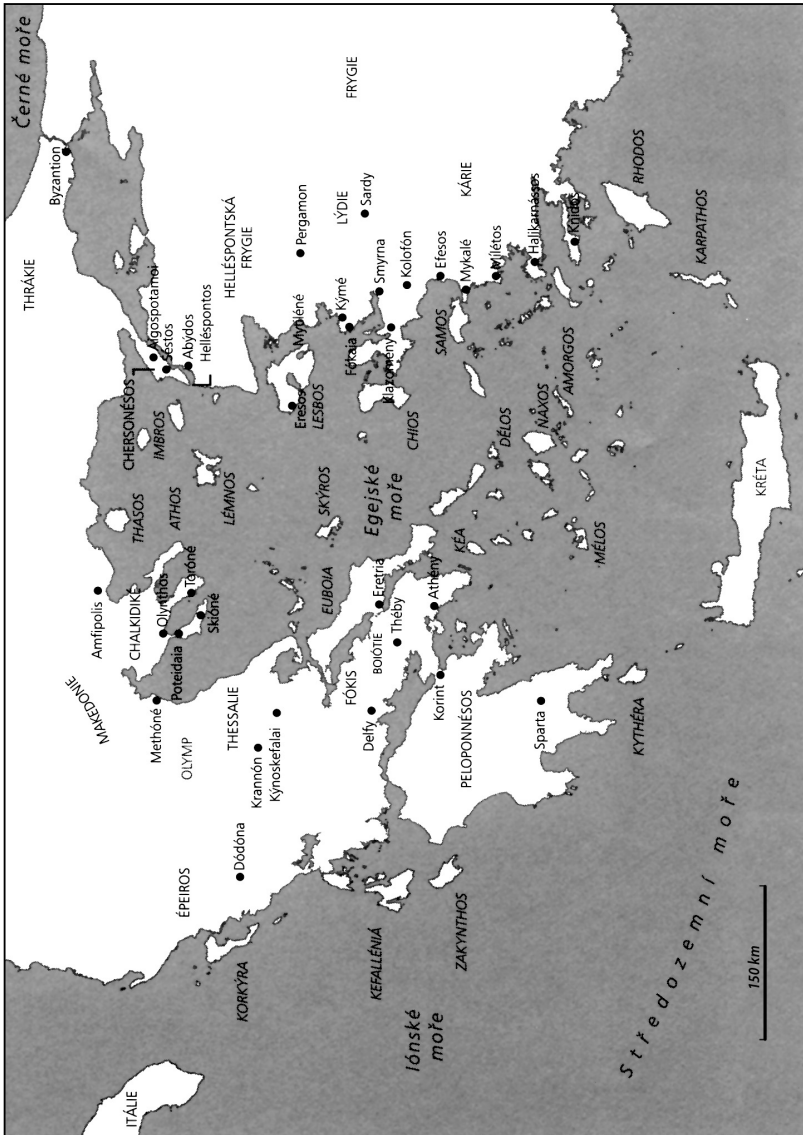 Černé moře
THRÁKIE
Byzantion
FRYGIE
MAKEDONIE
Amfipolis
CHERSONÉSOS
Aigospotamoi
Séstos
Abýdos
Helléspontos
HELLÉSPONTSKÁ
FRYGIE
THASOS
IMBROS
ATHOS
CHALKIDIKÉ
Olynthos
Toróné
Poteidaia
Skióné
Methóné
OLYMP
LÉMNOS
ITÁLIE
ÉPEIROS
Dódóna
KORKÝRA
THESSALIE
Krannón
Kýnoskefalai
Pergamon
Mytiléné
Eresos
LESBOS
SKÝROS
EUBOIA
Egejské
moře
LÝDIE
Sardy
Kýmé
Fókaia
Smyrna
Klazomeny
Kolofón
CHIOS
FÓKIS
Delfy
BOIÓTIE
Théby
Eretria
Athény
Korint
KEFALLÉNIÁ
Iónské
moře
ZAKYNTHOS
PELOPONNÉSOS
Sparta
KYTHÉRA
KÉA
DÉLOS
NAXOS
AMORGOS
MÉLOS
SAMOS
Efesos
Mykalé
Milétos
KÁRIE
Halikarnássos
Knidos
RHODOS
KARPATHOS
KRÉTA
Středozemní moře
150 km